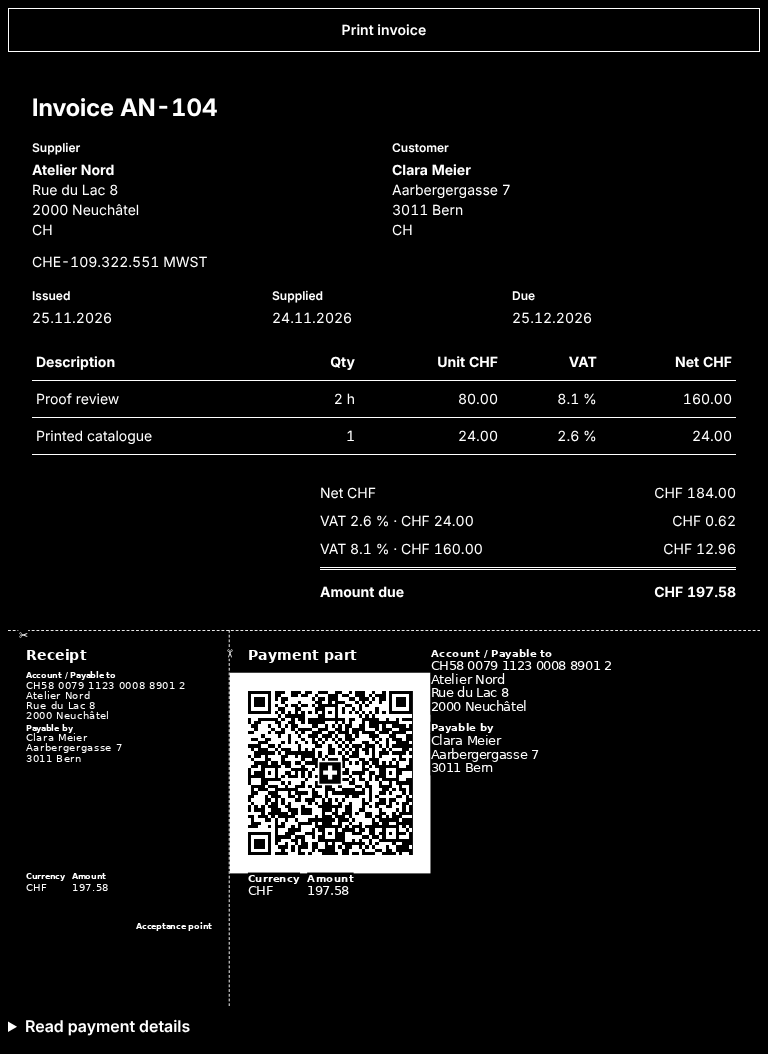 Print invoice
Invoice AN-104
Supplier
Atelier Nord
Rue du Lac 8
2000 Neuchâtel
CH
CHE-109.322.551 MWST
Customer
Clara Meier
Aarbergergasse 7
3011 Bern
CH
Issued
25.11.2026
Supplied
24.11.2026
Due
25.12.2026
Description Qty Unit CHF VAT Net CHF
Proof review 2 h 80.00 8.1 % 160.00
Printed catalogue 1 24.00 2.6 % 24.00
Net CHF CHF 184.00
VAT 2.6 % · CHF 24.00 CHF 0.62
VAT 8.1 % · CHF 160.00 CHF 12.96
Amount due CHF 197.58
Receipt
Account / Payable to
CH58 0079 1123 0008 8901 2
Atelier Nord
Rue du Lac 8
2000 Neuchâtel
Payable by
Clara Meier
Aarbergergasse 7
3011 Bern
Currency Amount
CHF 197.58
Acceptance point
Payment part
Currency Amount
CHF 197.58
Account / Payable to
CH58 0079 1123 0008 8901 2
Atelier Nord
Rue du Lac 8
2000 Neuchâtel
Payable by
Clara Meier
Aarbergergasse 7
3011 Bern
Read payment details